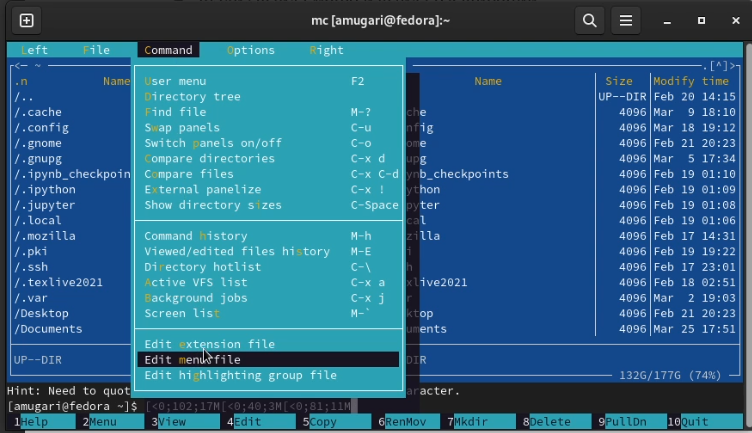 mc [amugari@fedora]:~
Left File Command Options Right
<— ~ .[^]>
.n Name Name Size Modify time
/.. UP--DIR Feb 20 14:15
/.cache che 4096 Mar 9 18:10
/.config nfig 4096 Mar 18 19:12
/.gnome ome 4096 Feb 21 20:23
/.gnupg upg 4096 Mar 5 17:34
/.ipynb_checkpoin ynb_checkpoints 4096 Feb 19 01:10
/.ipython ython 4096 Feb 19 01:09
/.jupyter pyter 4096 Feb 19 01:08
/.local cal 4096 Feb 19 01:06
/.mozilla zilla 4096 Feb 17 14:31
/.pki i 4096 Feb 19 19:22
/.ssh h 4096 Feb 17 23:01
/.texlive2021 xlive2021 4096 Feb 18 02:51
/.var r 4096 Mar 2 19:03
/Desktop ktop 4096 Feb 21 20:23
/Documents uments 4096 Mar 25 17:51
UP--DIR DIR
132G/177G (74%)
User menu F2
Directory tree
Find file M-?
Swap panels C-u
Switch panels on/off C-o
Compare directories C-x d
Compare files C-x C-d
External panelize C-x !
Show directory sizes C-Space
Command history M-h
Viewed/edited files history M-E
Directory hotlist C-\
Active VFS list C-x a
Background jobs C-x j
Screen list M-`
Edit extension file
Edit menu file
Edit highlighting group file
Hint: Need to quot aracter.
[amugari@fedora ~]$ [<0;102;17M[<0;40;3M[<0;81;11M
1Help 2Menu 3View 4Edit 5Copy 6RenMov 7Mkdir 8Delete 9PullDn 10Quit